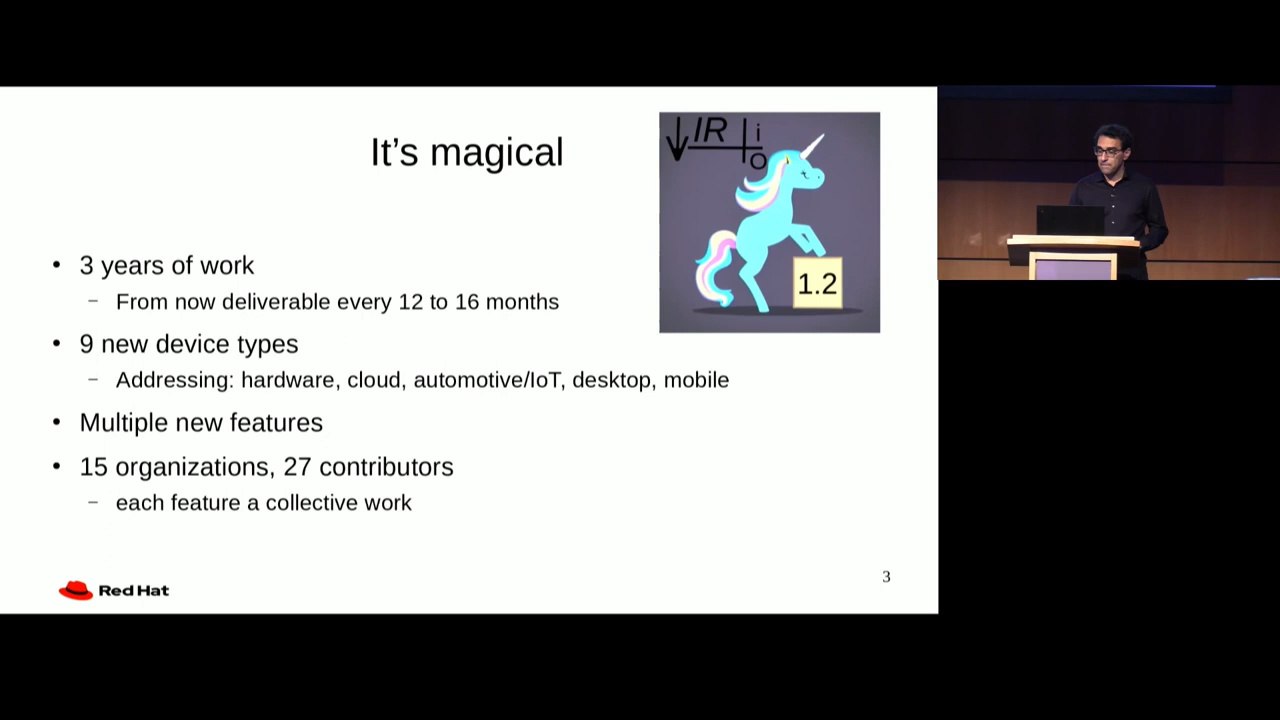 It's magical
↓IR
i
O
1.2
• 3 years of work
– From now deliverable every 12 to 16 months
• 9 new device types
– Addressing: hardware, cloud, automotive/IoT, desktop, mobile
• Multiple new features
• 15 organizations, 27 contributors
– each feature a collective work
Red Hat
3